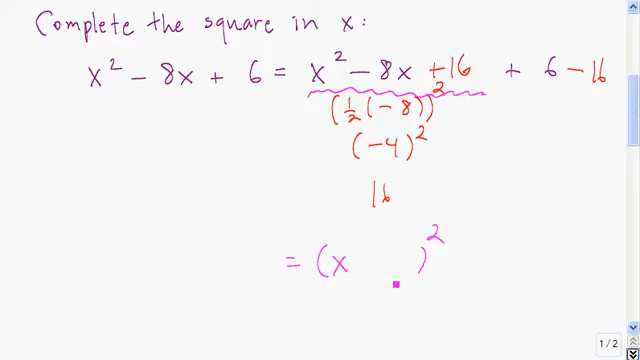 Complete the square in x:
x² − 8x + 6 = x² − 8x + 16 + 6 − 16
(½(−8))²
(−4)²
16
= (x )²
1/2